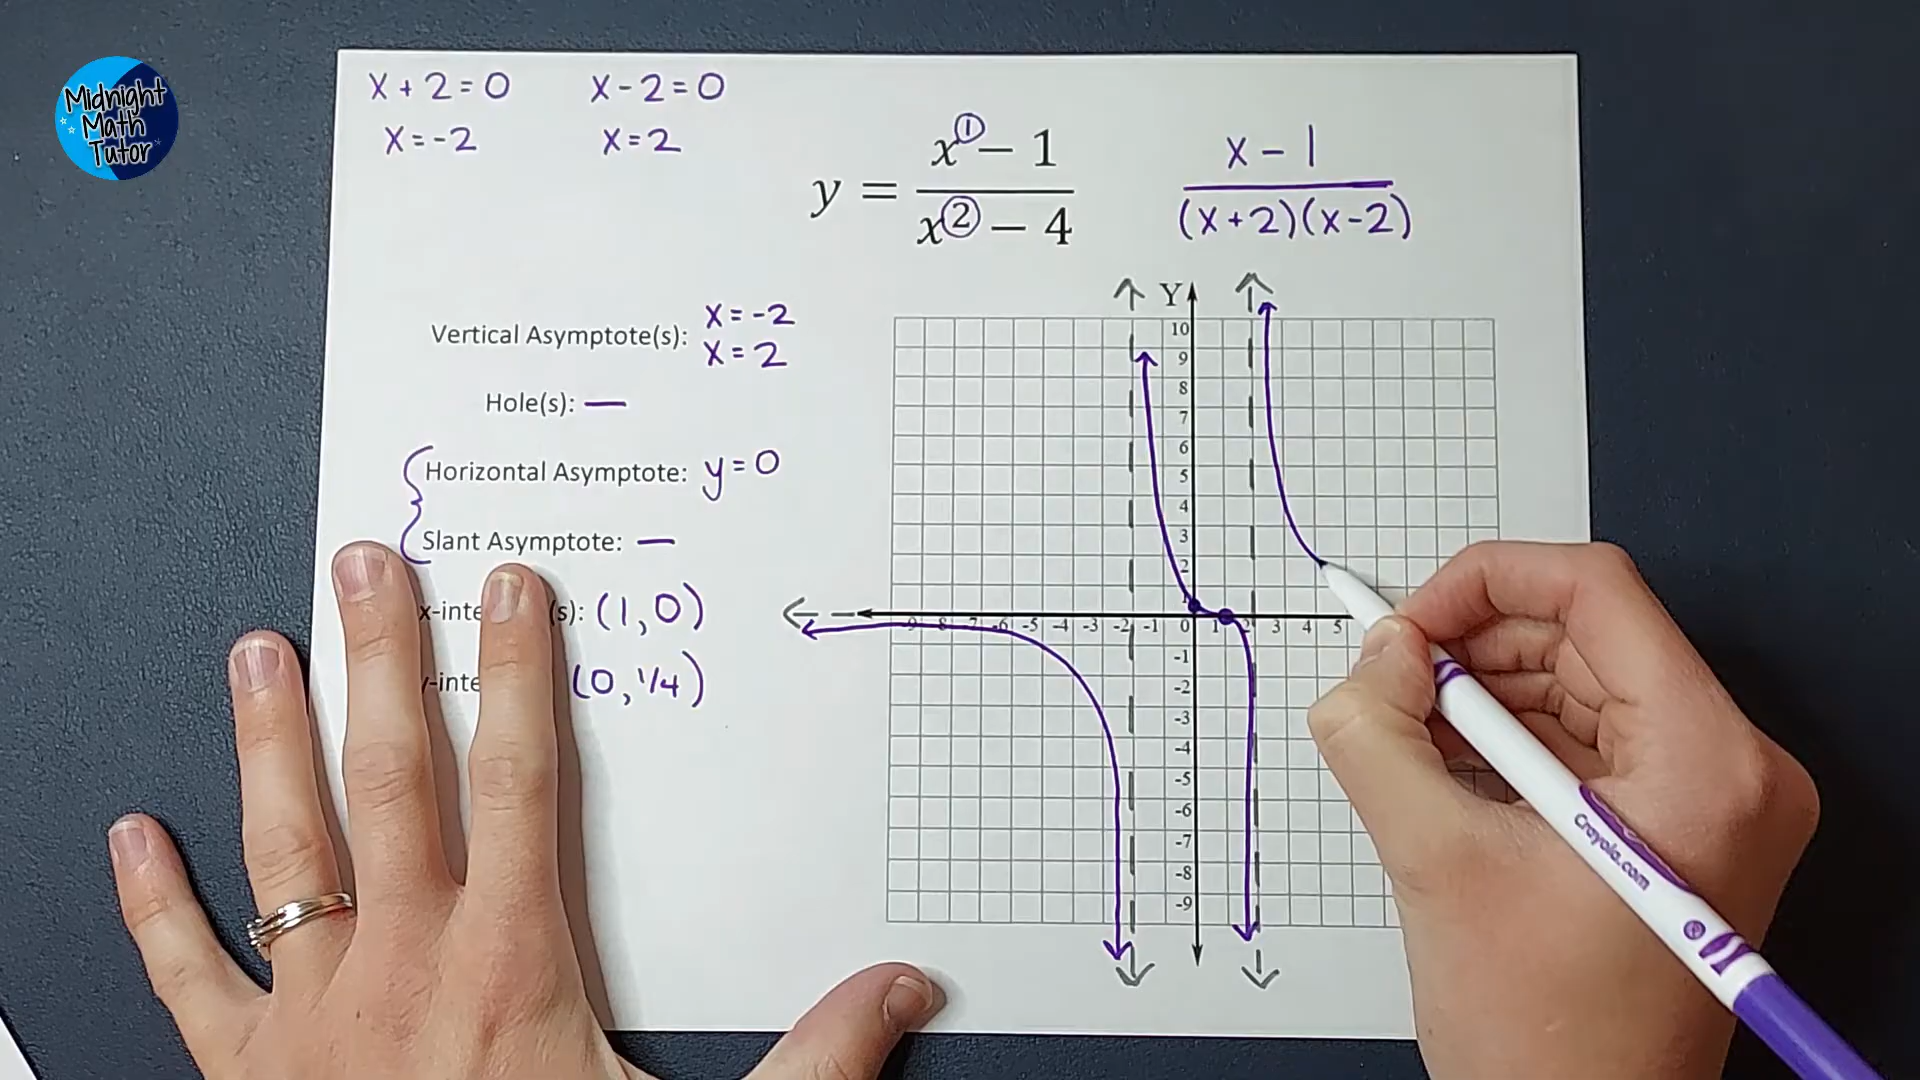 Midnight
Math
Tutor
x + 2 = 0
x = -2
x - 2 = 0
x = 2
y = (x^① - 1)/(x^② - 4)
(x - 1)/((x+2)(x-2))
Vertical Asymptote(s): x = -2
x = 2
Hole(s): —
Horizontal Asymptote: y = 0
Slant Asymptote: —
(s): (1, 0)
(0, 1/4)
Y
10
9
8
7
6
5
4
3
2
1
-9 -8 -7 -6 -5 -4 -3 -2 -1 0 1 2 3 4 5
-1
-2
-3
-4
-5
-6
-7
-8
-9
Crayola.com